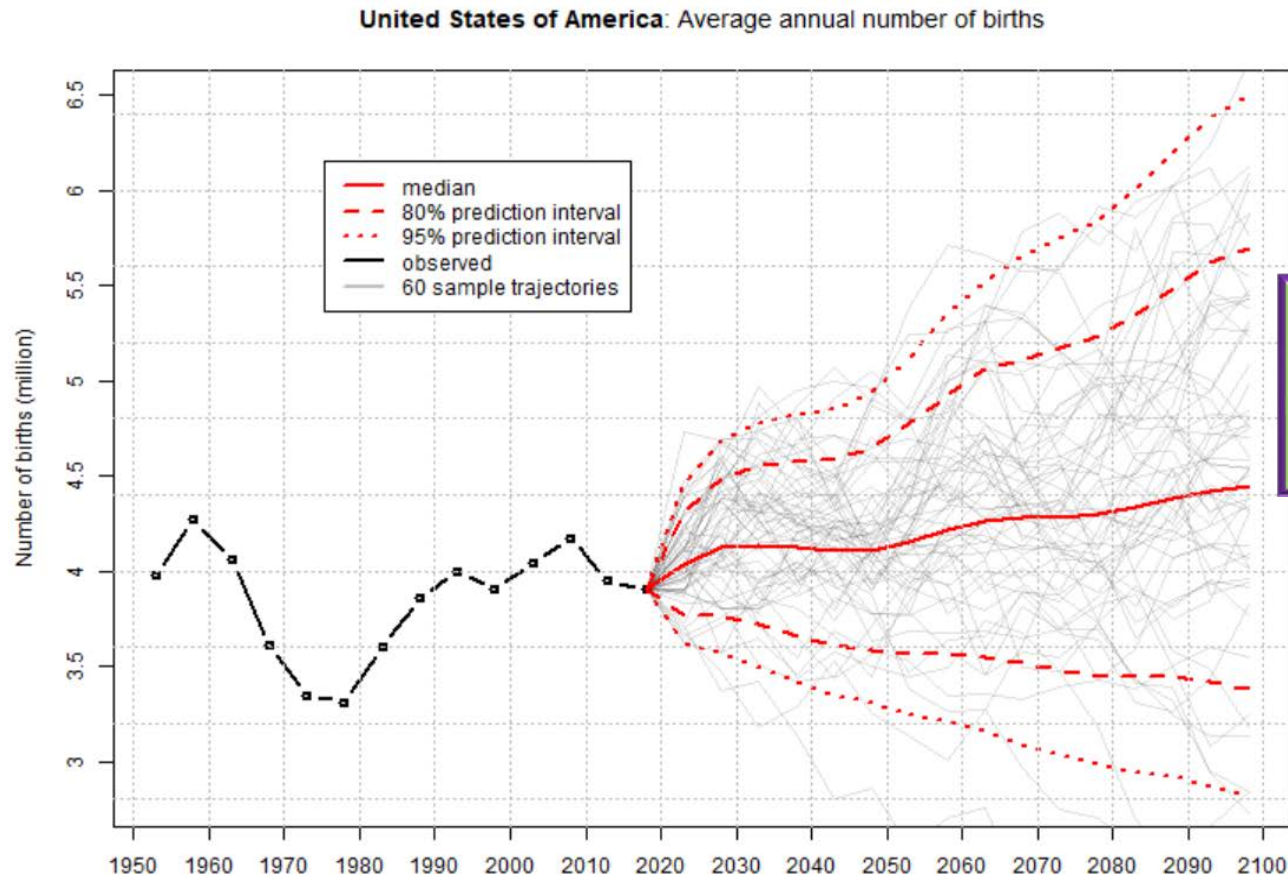 United States of America: Average annual number of births
Number of births (million)
6.5
6
5.5
5
4.5
4
3.5
3
median
80% prediction interval
95% prediction interval
observed
60 sample trajectories
1950 1960 1970 1980 1990 2000 2010 2020 2030 2040 2050 2060 2070 2080 2090 2100